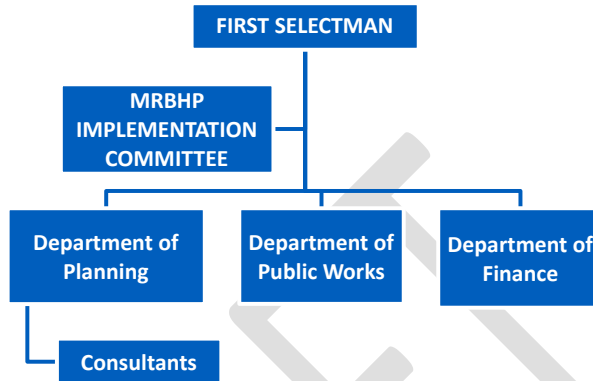 FIRST SELECTMAN
MRBHP
IMPLEMENTATION
COMMITTEE
Department of
Planning
Department of
Public Works
Department of
Finance
Consultants